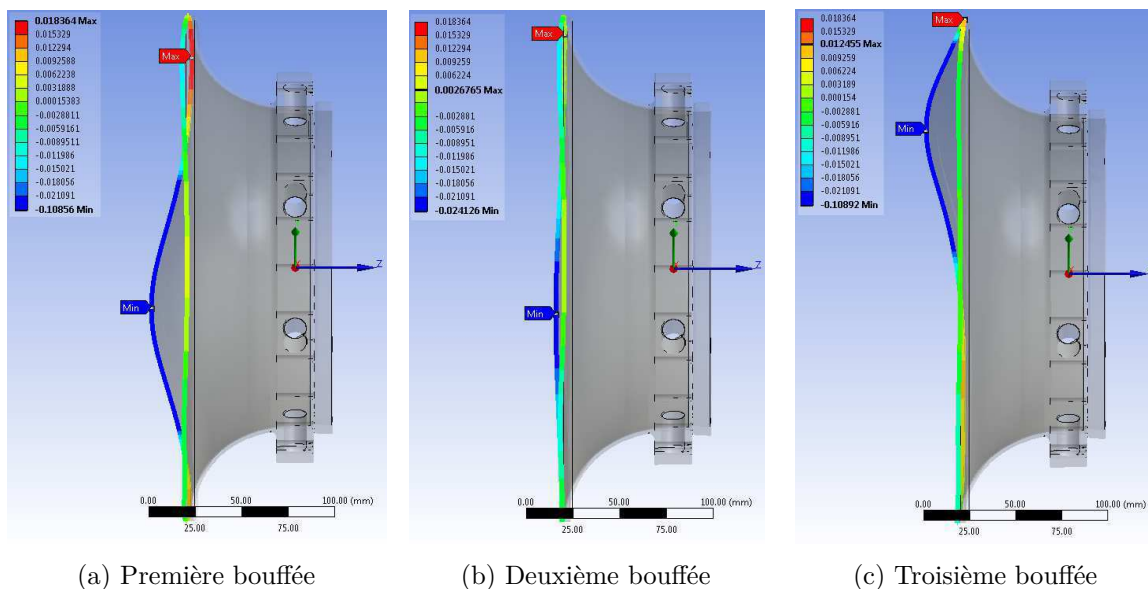 0.018364 Max
0.015329
0.012294
0.0092588
0.0062238
0.0031888
0.00015383
-0.0028811
-0.0059161
-0.0089511
-0.011986
-0.015021
-0.018056
-0.021091
-0.10856 Min
Max
Min
Z
0.00 50.00 100.00 (mm)
25.00 75.00
0.018364
0.015329
0.012294
0.009259
0.006224
0.0026765 Max
-0.002881
-0.005916
-0.008951
-0.011986
-0.015021
-0.018056
-0.021091
-0.024126 Min
Max
Min
Z
0.00 50.00 100.00 (mm)
25.00 75.00
0.018364
0.015329
0.012455 Max
0.009259
0.006224
0.003189
0.000154
-0.002881
-0.005916
-0.008951
-0.011986
-0.015021
-0.018056
-0.021091
-0.10892 Min
Max
Min
0.00 50.00 100.00 (mm)
25.00 75.00
(a) Première bouffée
(b) Deuxième bouffée
(c) Troisième bouffée